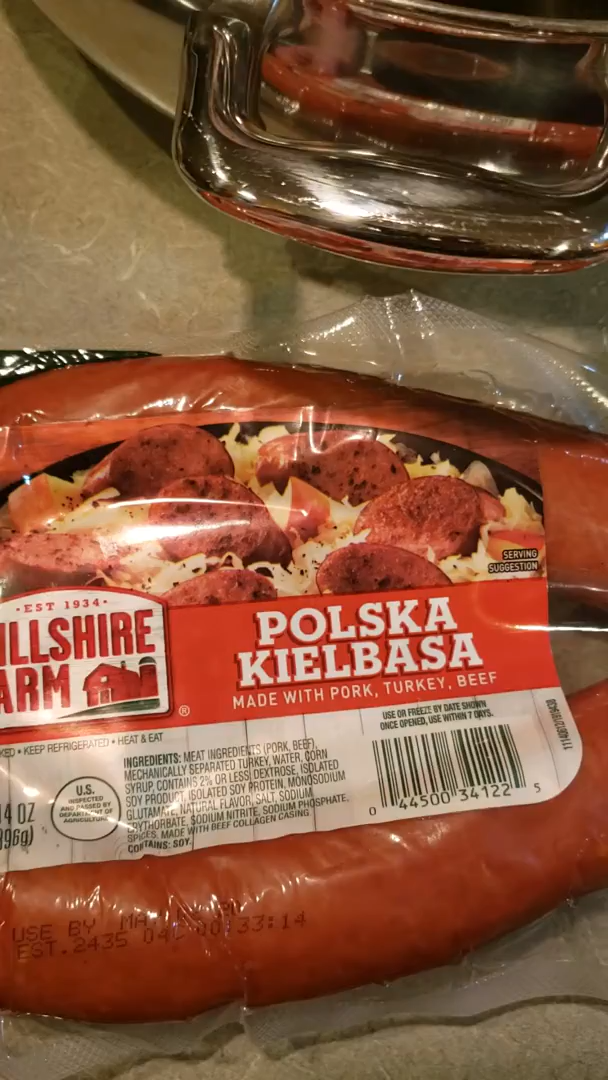 SERVING
SUGGESTION
·EST 1934·
ILLSHIRE
ARM
®
POLSKA
KIELBASA
MADE WITH PORK, TURKEY, BEEF
• KEEP REFRIGERATED • HEAT & EAT
USE OR FREEZE BY DATE SHOWN
ONCE OPENED, USE WITHIN 7 DAYS.
INGREDIENTS: MEAT INGREDIENTS (PORK, BEEF),
MECHANICALLY SEPARATED TURKEY, WATER, CORN
SYRUP, CONTAINS 2% OR LESS: DEXTROSE, ISOLATED
SOY PRODUCT, ISOLATED SOY PROTEIN, MONOSODIUM
GLUTAMATE, NATURAL FLAVOR, SALT, SODIUM
ERYTHORBATE, SODIUM NITRITE, SODIUM PHOSPHATE,
SPICES. MADE WITH BEEF COLLAGEN CASING
CONTAINS: SOY.
U.S.
INSPECTED
AND PASSED BY
DEPARTMENT OF
AGRICULTURE
14 OZ
396g)
0 44500 34122 5
USE BY
EST.2435 33:14